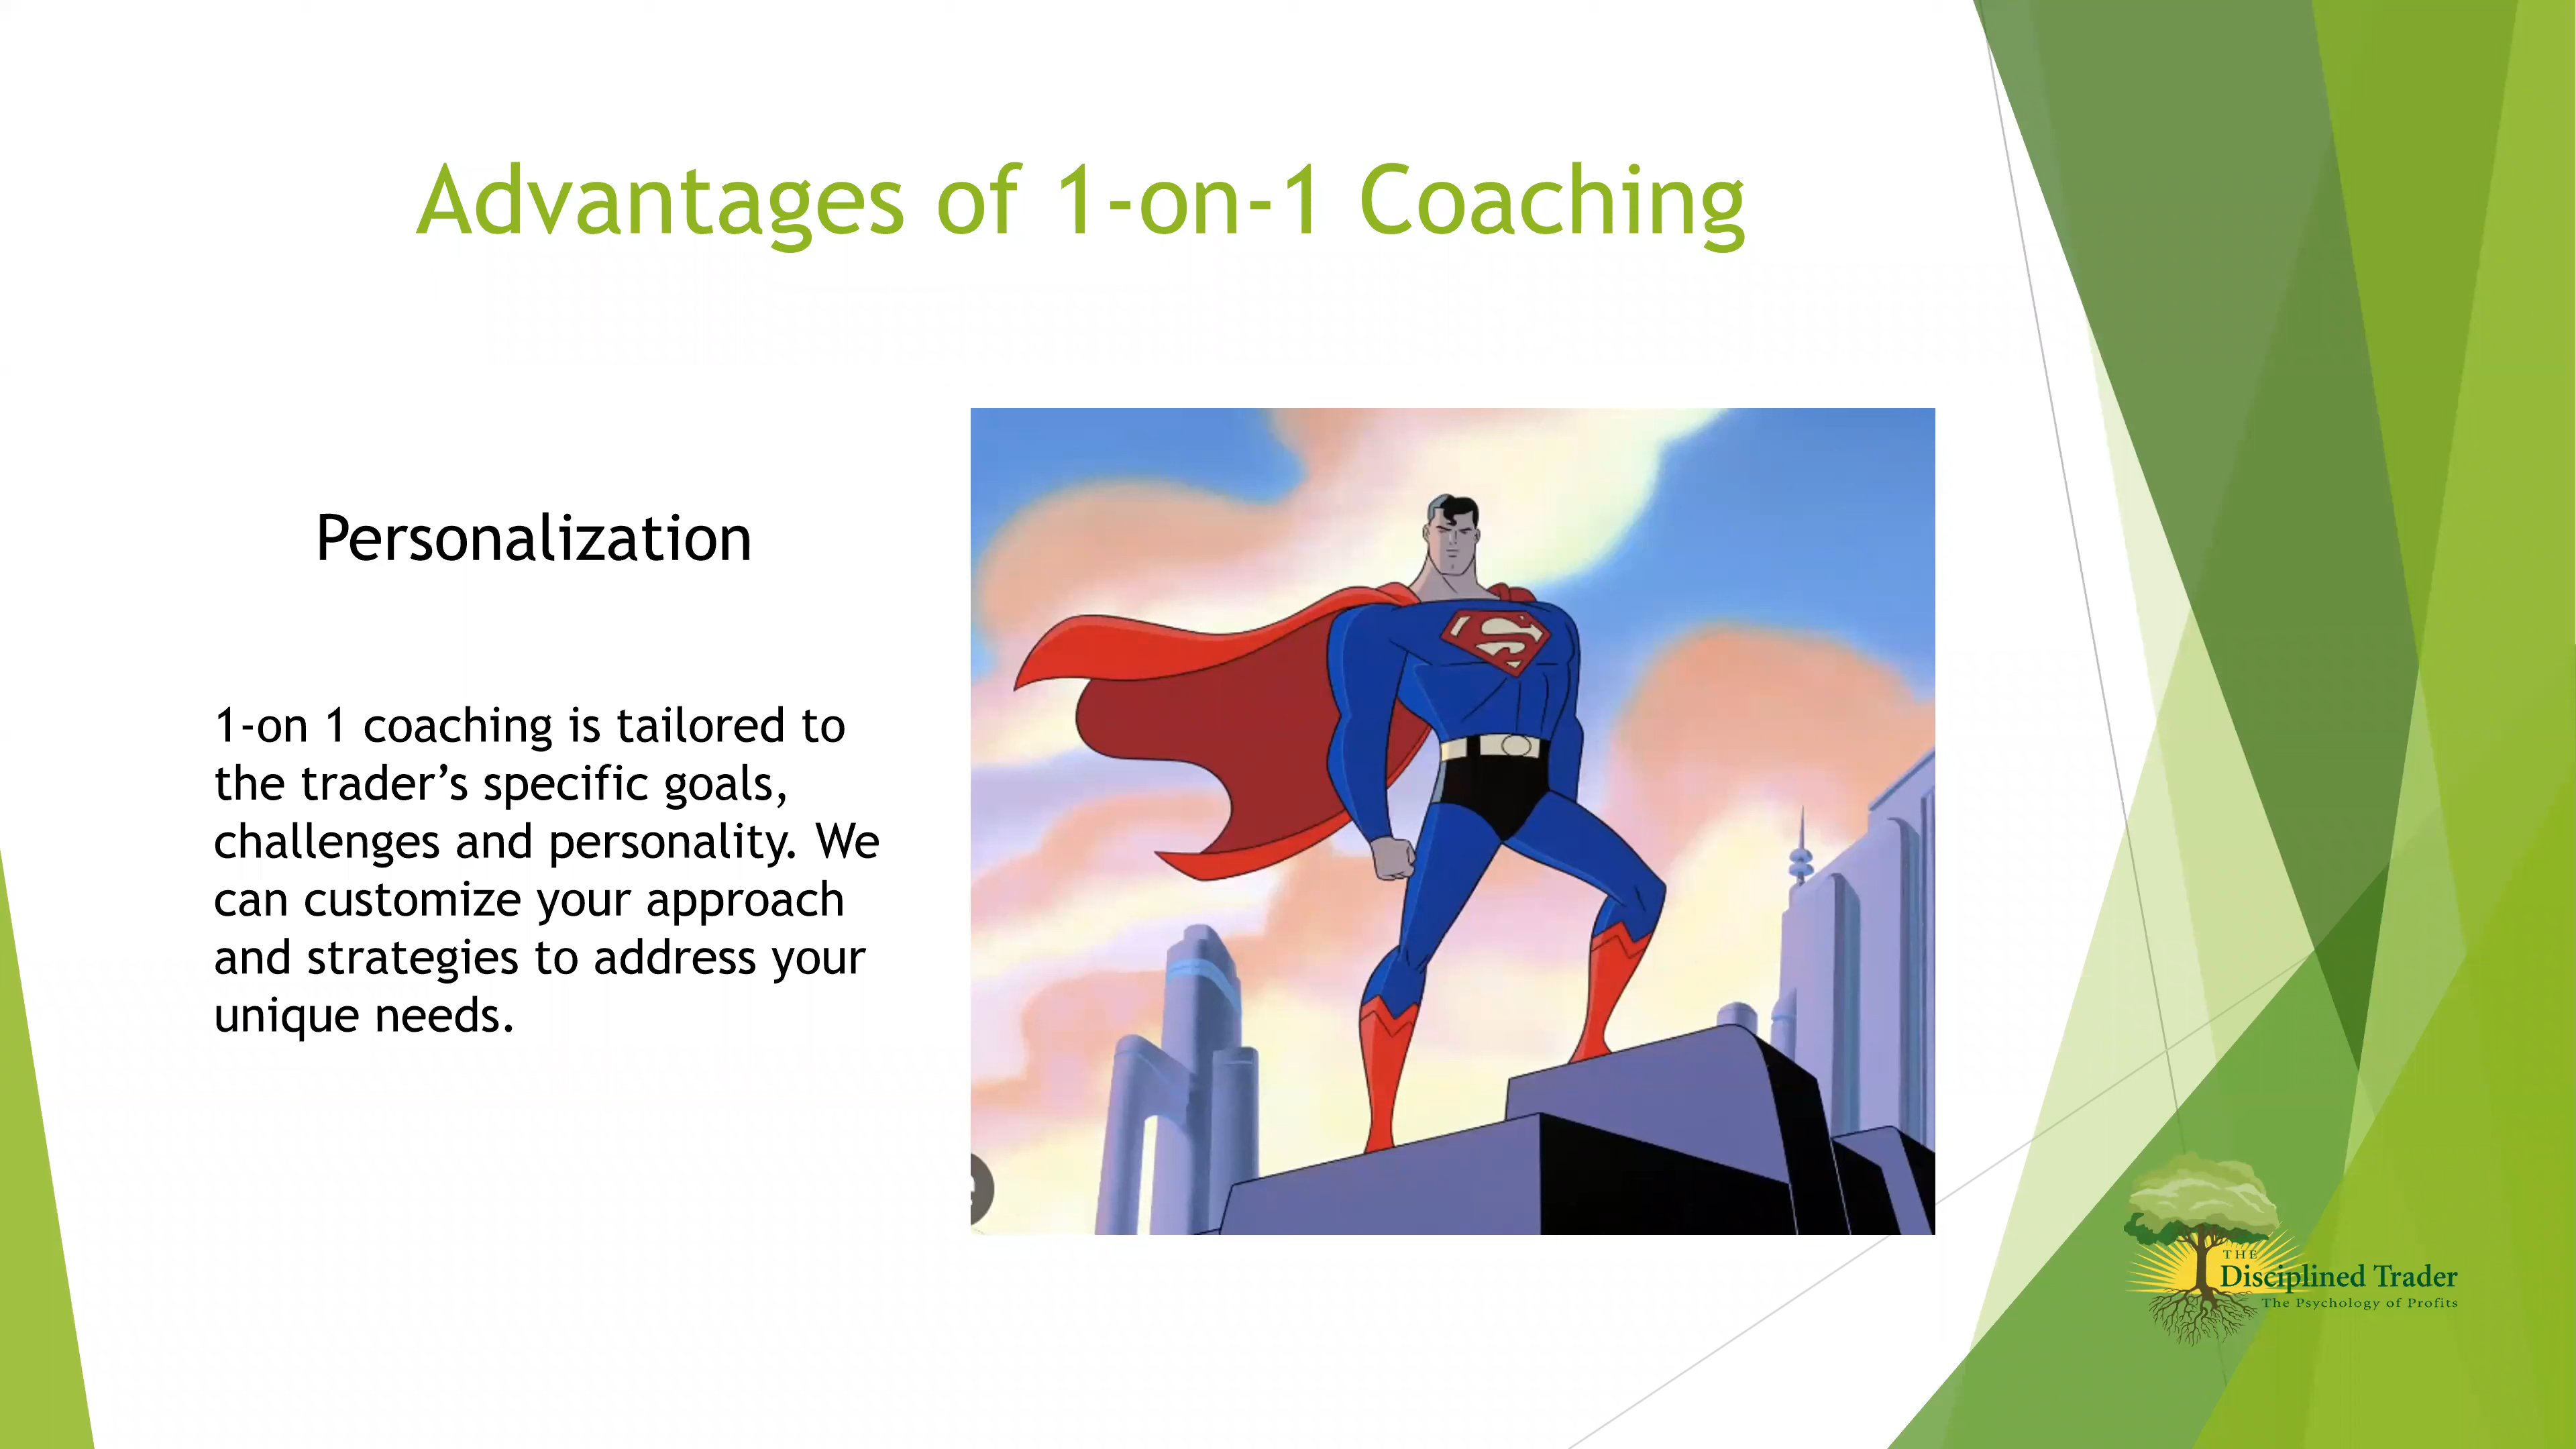 Advantages of 1-on-1 Coaching
Personalization
1-on 1 coaching is tailored to
the trader’s specific goals,
challenges and personality. We
can customize your approach
and strategies to address your
unique needs.
S
THE
Disciplined Trader
The Psychology of Profits